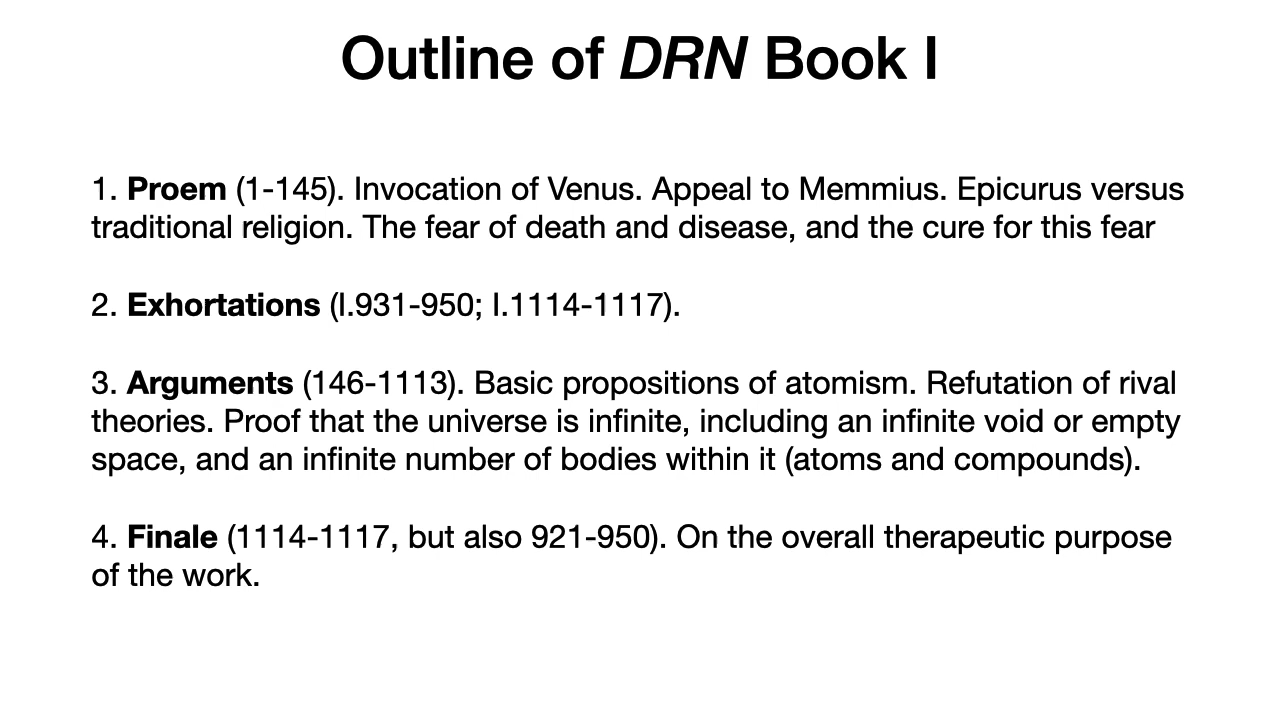 Outline of DRN Book I
1. Proem (1-145). Invocation of Venus. Appeal to Memmius. Epicurus versus
traditional religion. The fear of death and disease, and the cure for this fear
2. Exhortations (I.931-950; I.1114-1117).
3. Arguments (146-1113). Basic propositions of atomism. Refutation of rival
theories. Proof that the universe is infinite, including an infinite void or empty
space, and an infinite number of bodies within it (atoms and compounds).
4. Finale (1114-1117, but also 921-950). On the overall therapeutic purpose
of the work.